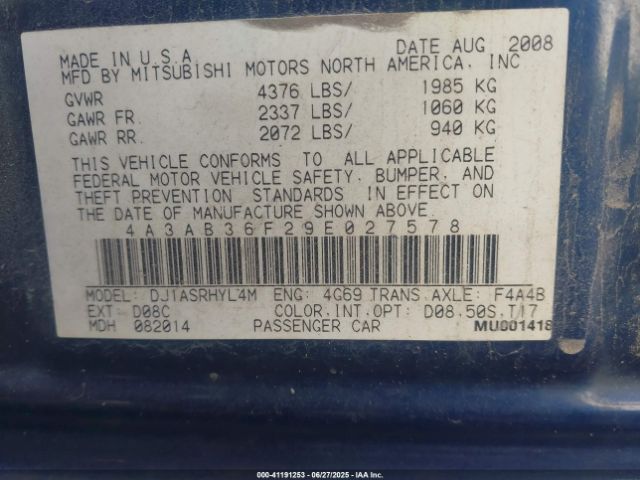 MADE IN U.S.A. DATE AUG 2008
MFD BY MITSUBISHI MOTORS NORTH AMERICA, INC
GVWR 4376 LBS/ 1985 KG
GAWR FR. 2337 LBS/ 1060 KG
GAWR RR. 2072 LBS/ 940 KG
THIS VEHICLE CONFORMS TO ALL APPLICABLE
FEDERAL MOTOR VEHICLE SAFETY, BUMPER, AND
THEFT PREVENTION STANDARDS IN EFFECT ON
THE DATE OF MANUFACTURE SHOWN ABOVE.
4A3AB36F29E027578
MODEL: DJ1ASRHYL4M ENG: 4G69 TRANS.AXLE: F4A4B
EXT: D08C COLOR.INT.OPT: D08.50S.T17
MDH 082014 PASSENGER CAR MU001418
000-41191253 - 06/27/2025 - IAA Inc.